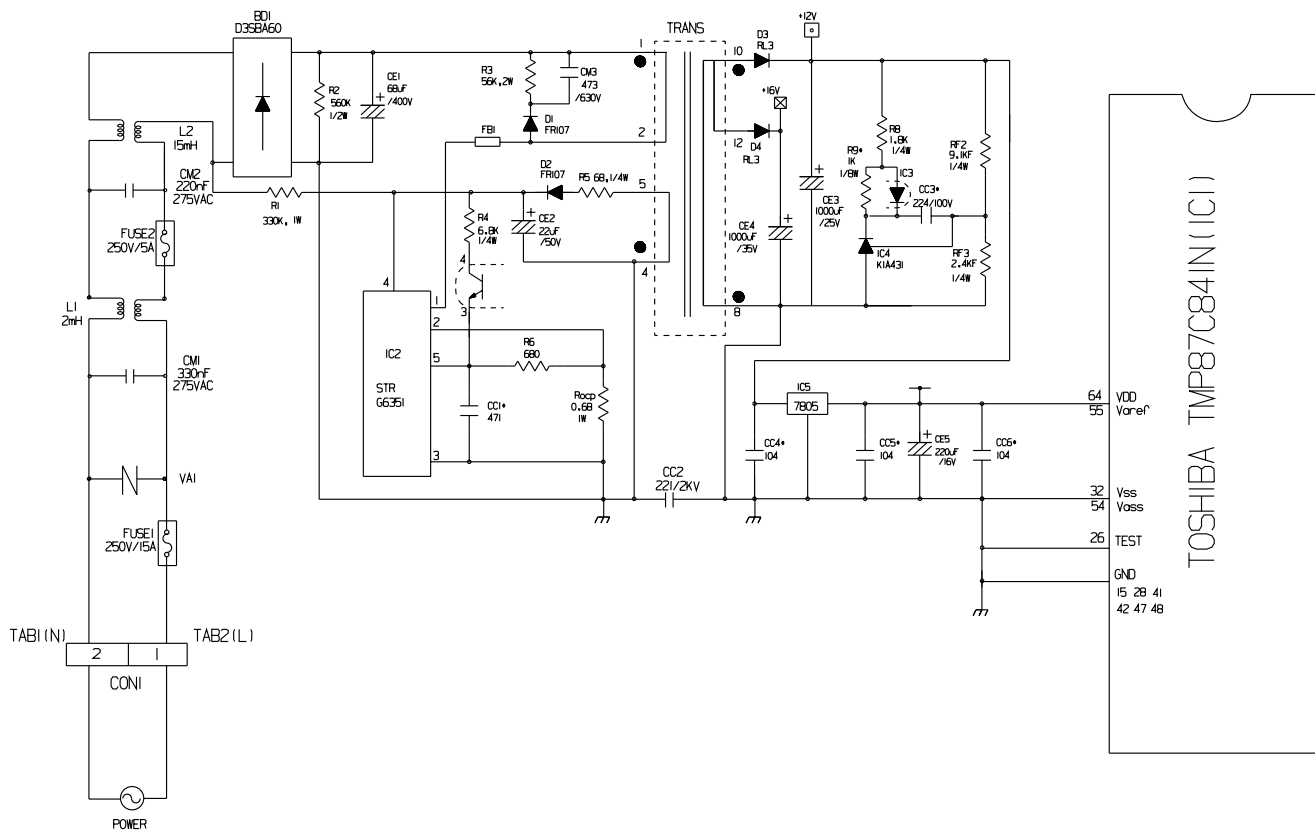 BD1
D3SBA60
R2
560K
1/2W
CE1
68uF
/400V
R3
56K,2W
CM3
473
/630V
D1
FR107
FB1
TRANS
1
2
5
4
10
12
8
D3
RL3
D4
RL3
+12V
+16V
L2
15mH
CM2
220nF
275VAC
FUSE2
250V/5A
L1
2mH
CM1
330nF
275VAC
VA1
FUSE1
250V/15A
TAB1(N)
TAB2(L)
2
1
CON1
POWER
R1
330K, 1W
R4
6.8K
1/4W
CE2
22uF
/50V
D2
FR107
R5 68,1/4W
4
3
4
1
2
5
3
IC2
STR
G6351
R6
680
CC1*
471
Rocp
0.68
1W
CC2
221/2KV
CE4
1000uF
/35V
CE3
1000uF
/25V
R8
1.8K
1/4W
R9*
1K
1/8W
IC3
CC3*
224/100V
IC4
KIA431
RF2
9.1KF
1/4W
RF3
2.4KF
1/4W
IC5
7805
CC4*
104
CC5*
104
CE5
220uF
/16V
CC6*
104
64
55
VDD
Varef
32
54
Vss
Vass
26
TEST
GND
15 28 41
42 47 48
TOSHIBA TMP87C841N(IC1)